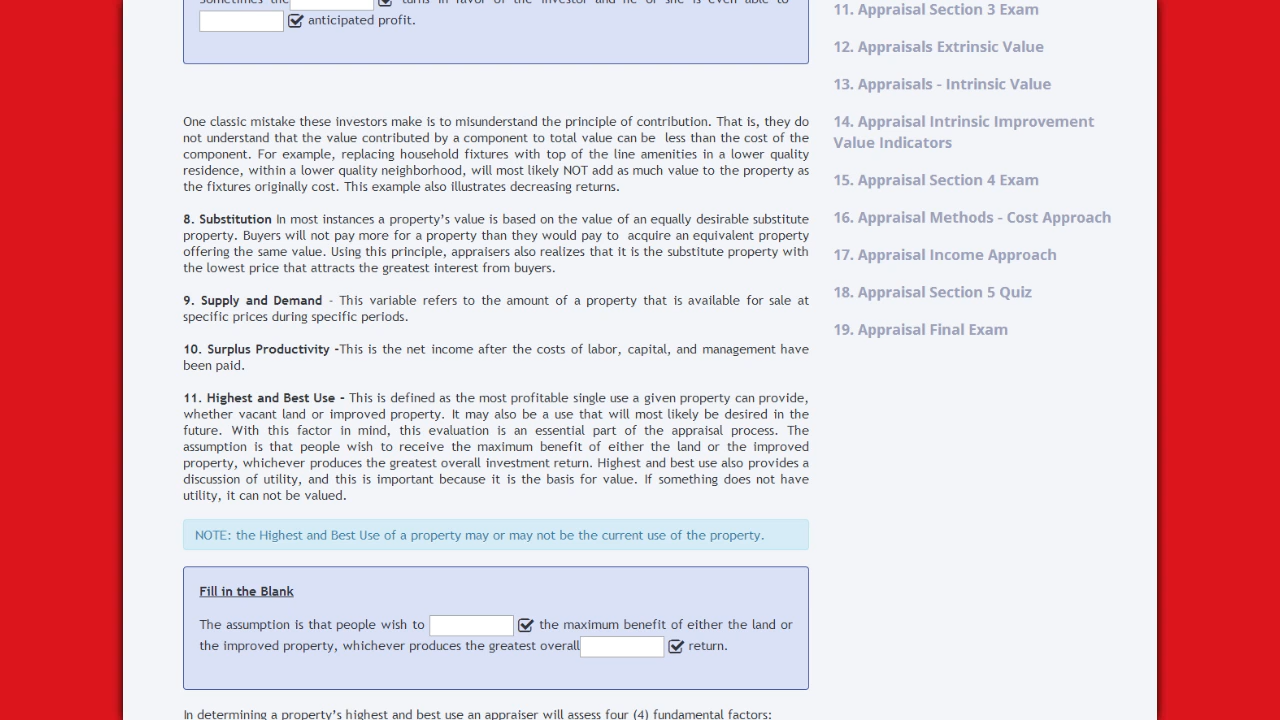 Sometimes the turns in favor of the investor and he or she is even able to
anticipated profit.
One classic mistake these investors make is to misunderstand the principle of contribution. That is, they do
not understand that the value contributed by a component to total value can be less than the cost of the
component. For example, replacing household fixtures with top of the line amenities in a lower quality
residence, within a lower quality neighborhood, will most likely NOT add as much value to the property as
the fixtures originally cost. This example also illustrates decreasing returns.
8. Substitution In most instances a property’s value is based on the value of an equally desirable substitute
property. Buyers will not pay more for a property than they would pay to acquire an equivalent property
offering the same value. Using this principle, appraisers also realizes that it is the substitute property with
the lowest price that attracts the greatest interest from buyers.
9. Supply and Demand - This variable refers to the amount of a property that is available for sale at
specific prices during specific periods.
10. Surplus Productivity -This is the net income after the costs of labor, capital, and management have
been paid.
11. Highest and Best Use - This is defined as the most profitable single use a given property can provide,
whether vacant land or improved property. It may also be a use that will most likely be desired in the
future. With this factor in mind, this evaluation is an essential part of the appraisal process. The
assumption is that people wish to receive the maximum benefit of either the land or the improved
property, whichever produces the greatest overall investment return. Highest and best use also provides a
discussion of utility, and this is important because it is the basis for value. If something does not have
utility, it can not be valued.
NOTE: the Highest and Best Use of a property may or may not be the current use of the property.
Fill in the Blank
The assumption is that people wish to the maximum benefit of either the land or
the improved property, whichever produces the greatest overall return.
In determining a property’s highest and best use an appraiser will assess four (4) fundamental factors:
11. Appraisal Section 3 Exam
12. Appraisals Extrinsic Value
13. Appraisals - Intrinsic Value
14. Appraisal Intrinsic Improvement
Value Indicators
15. Appraisal Section 4 Exam
16. Appraisal Methods - Cost Approach
17. Appraisal Income Approach
18. Appraisal Section 5 Quiz
19. Appraisal Final Exam